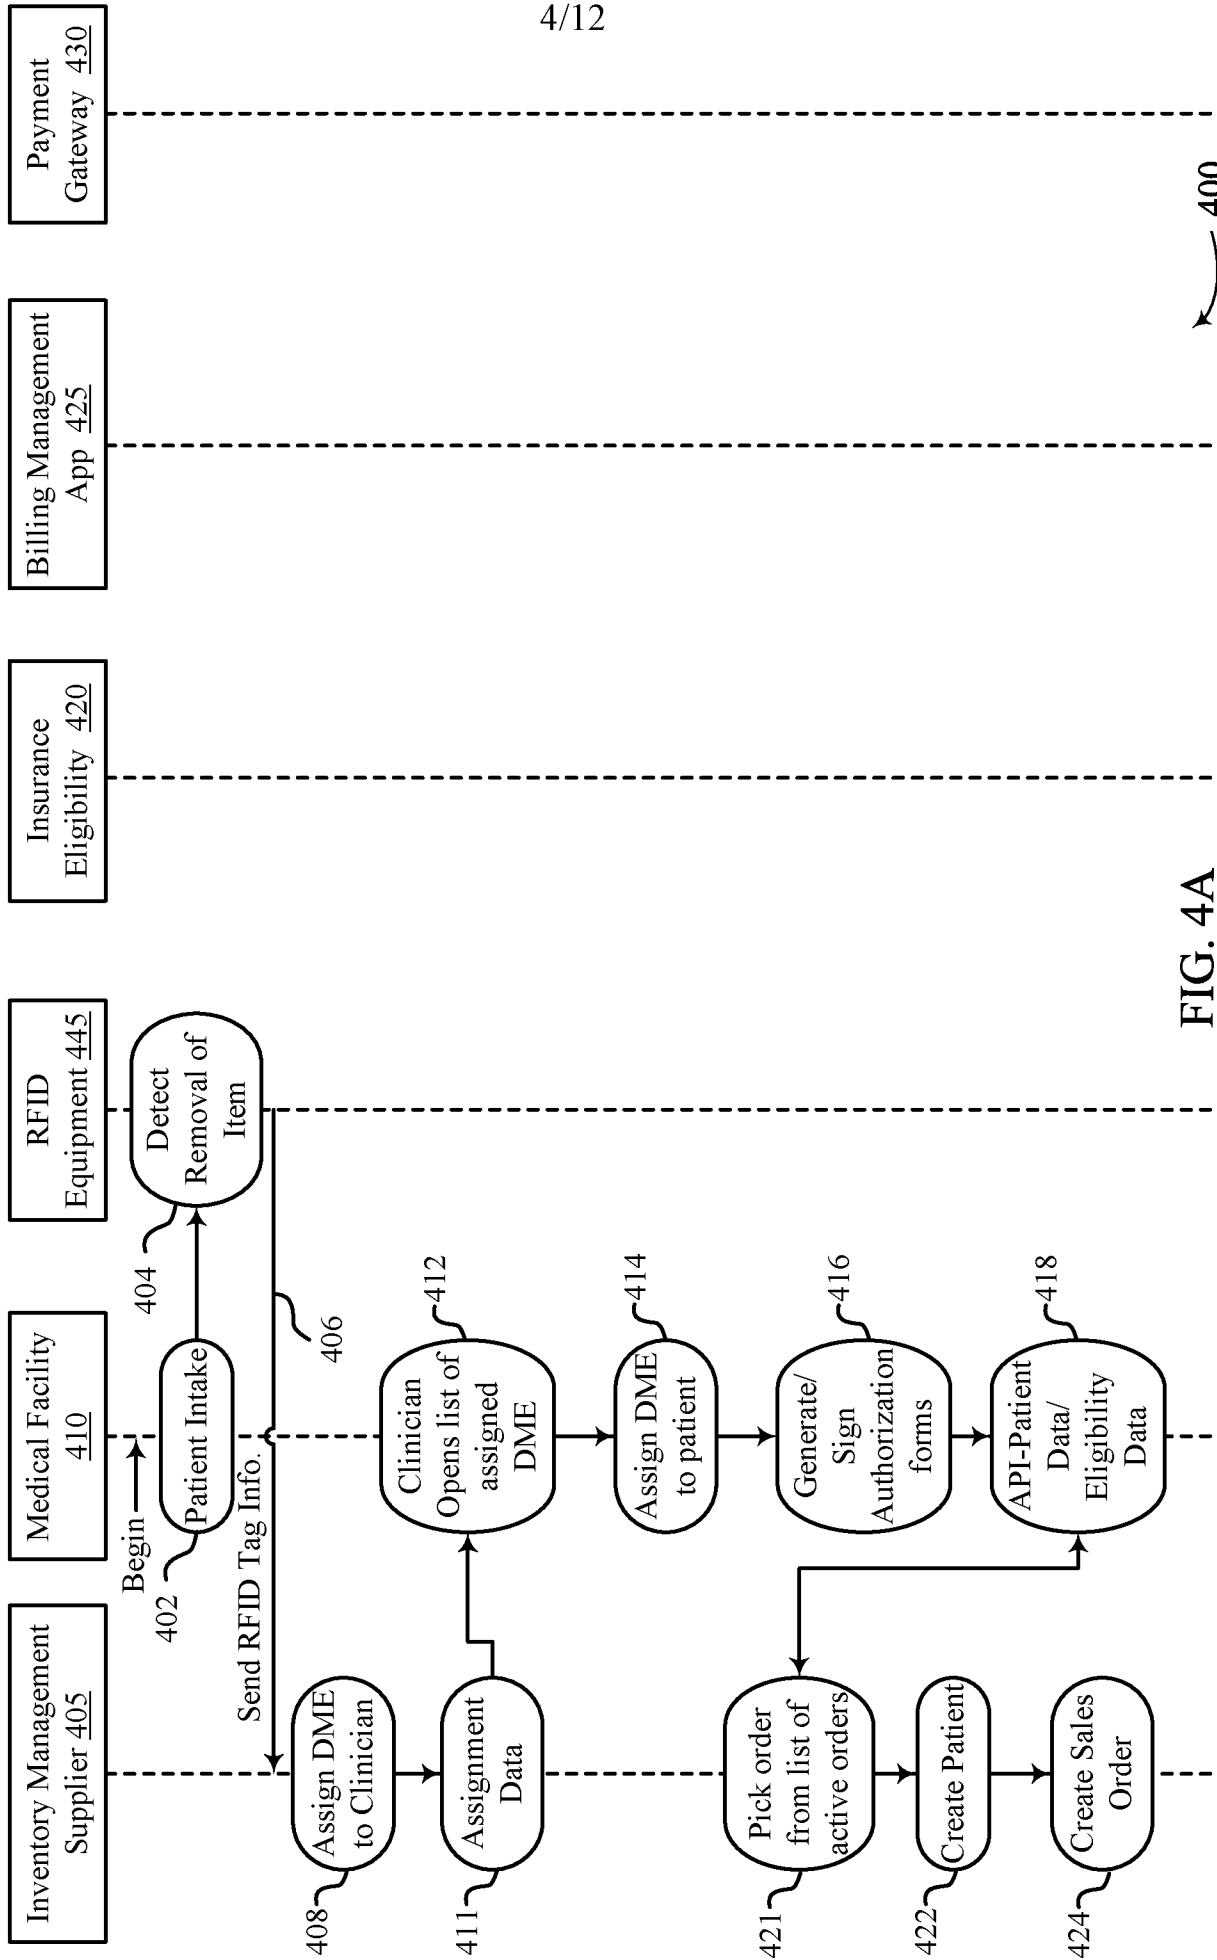 4/12
Inventory Management
Supplier 405
Medical Facility
410
RFID
Equipment 445
Insurance
Eligibility 420
Billing Management
App 425
Payment
Gateway 430
Begin
402
Patient Intake
404
Detect
Removal of
Item
Send RFID Tag Info.
406
408
Assign DME
to Clinician
411
Assignment
Data
412
Clinician
Opens list of
assigned
DME
414
Assign DME
to patient
416
Generate/
Sign
Authorization
forms
418
API-Patient
Data/
Eligibility
Data
421
Pick order
from list of
active orders
422
Create Patient
424
Create Sales
Order
400
FIG. 4A